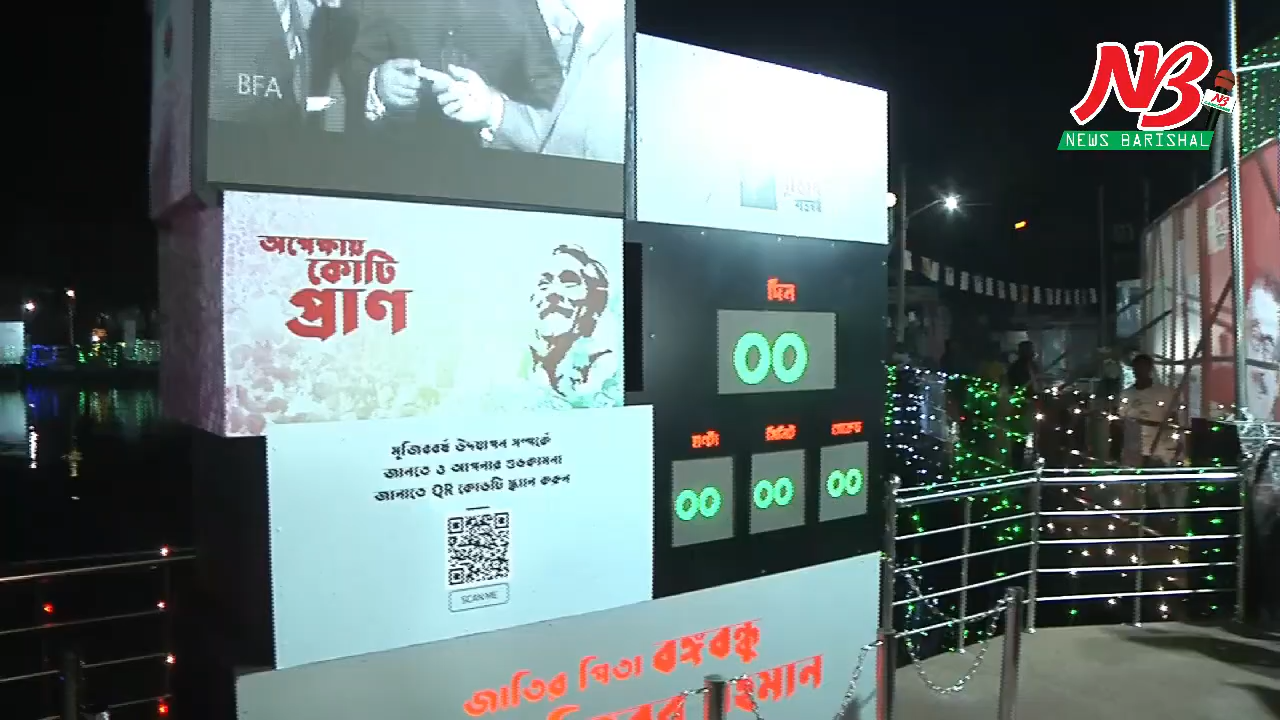 BFA
NB
NEWS BARISHAL
অপেক্ষায়
কোটি
প্রাণ
মুজিববর্ষ উদযাপন সম্পর্কে
জানতে ও আপনার শুভকামনা
জানাতে QR কোডটি স্ক্যান করুন
SCAN ME
দিন
00
ঘণ্টা মিনিট সেকেন্ড
00 00 00
জাতির পিতা বঙ্গবন্ধু